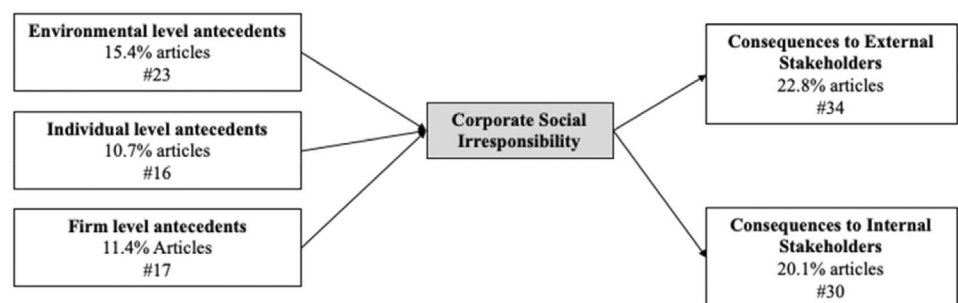 Environmental level antecedents
15.4% articles
#23
Individual level antecedents
10.7% articles
#16
Firm level antecedents
11.4% Articles
#17
Corporate Social
Irresponsibility
Consequences to External
Stakeholders
22.8% articles
#34
Consequences to Internal
Stakeholders
20.1% articles
#30